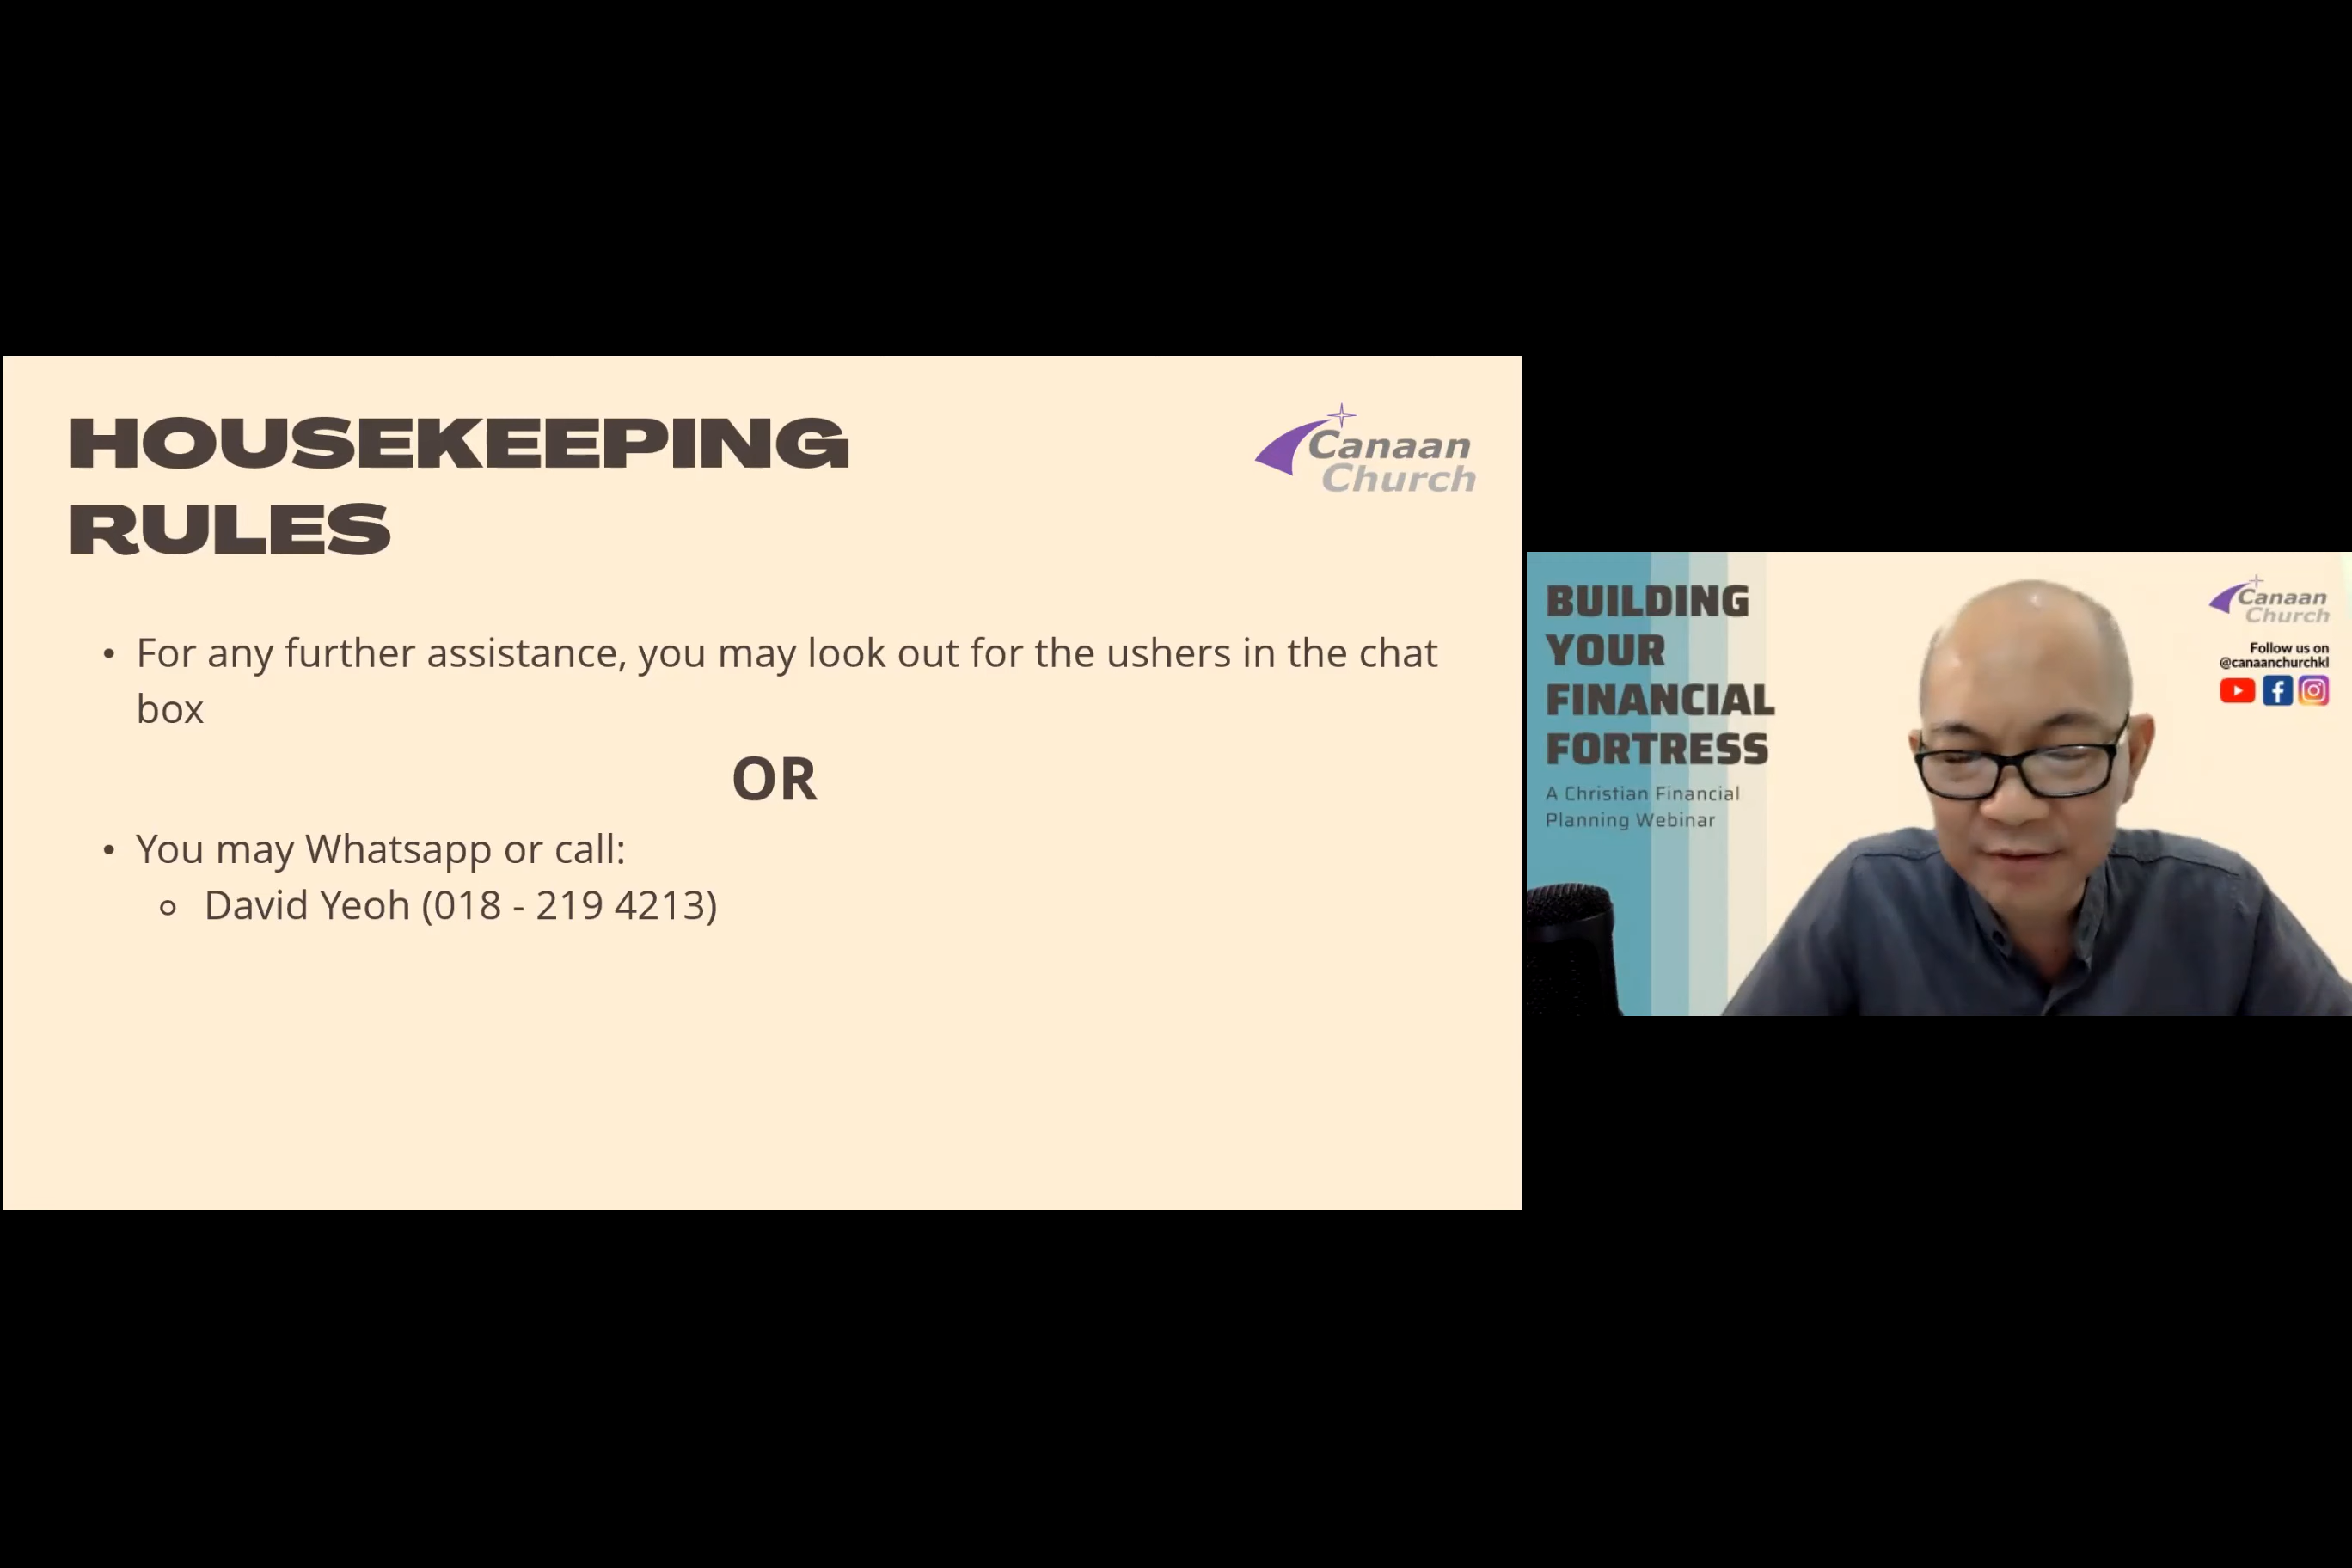 HOUSEKEEPING
RULES
Canaan
Church
• For any further assistance, you may look out for the ushers in the chat
box
OR
• You may Whatsapp or call:
○ David Yeoh (018 - 219 4213)
BUILDING
YOUR
FINANCIAL
FORTRESS
A Christian Financial
Planning Webinar
Canaan
Church
Follow us on
@canaanchurchkl